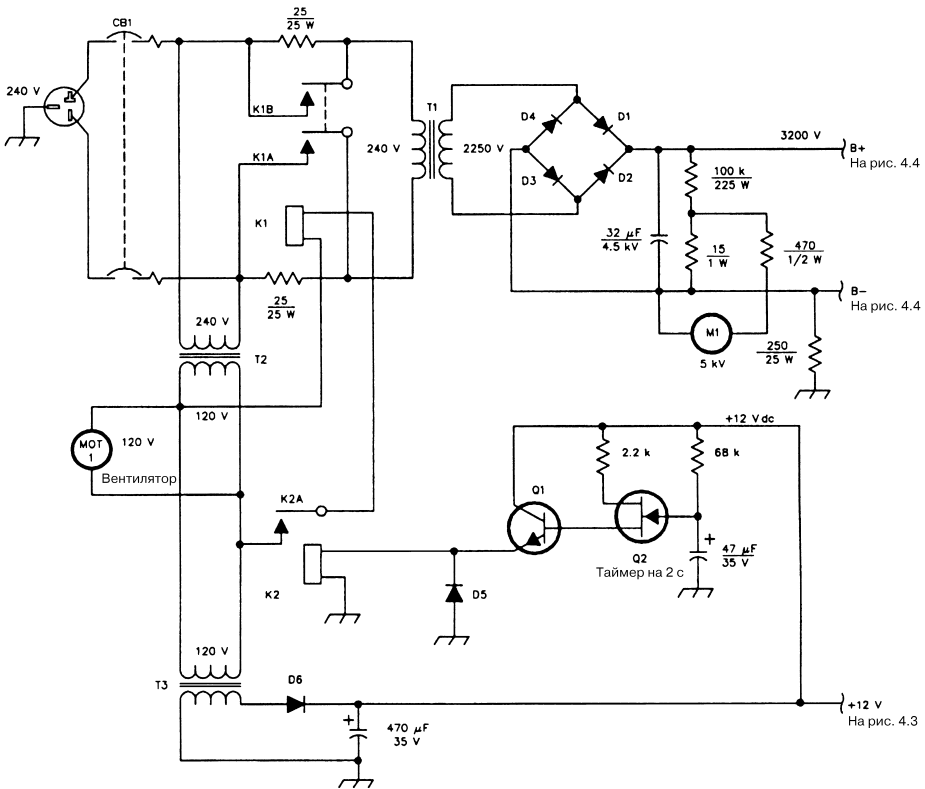 CB1
25
25 W
240 V
K1B
K1A
K1
T1
240 V
2250 V
D4
D1
D3
D2
3200 V
B+
На рис. 4.4
100 k
225 W
32 µF
4.5 kV
15
1 W
470
1/2 W
B−
На рис. 4.4
M1
5 kV
250
25 W
25
25 W
240 V
T2
120 V
MOT
1
120 V
Вентилятор
+12 Vdc
2.2 k
68 k
Q1
K2A
Q2
Таймер на 2 с
+
47 µF
35 V
K2
D5
120 V
T3
D6
+
470 µF
35 V
+12 V
На рис. 4.3